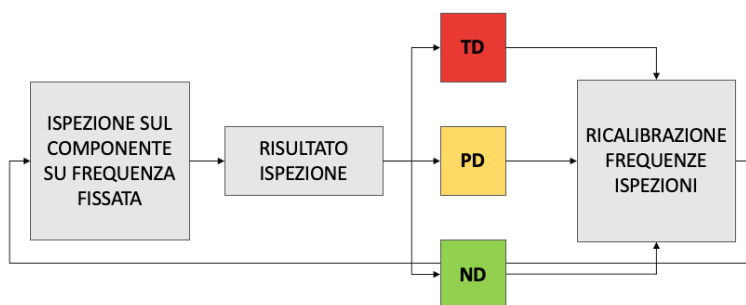 ISPEZIONE SUL
COMPONENTE
SU FREQUENZA
FISSATA
RISULTATO
ISPEZIONE
TD
PD
ND
RICALIBRAZIONE
FREQUENZE
ISPEZIONI